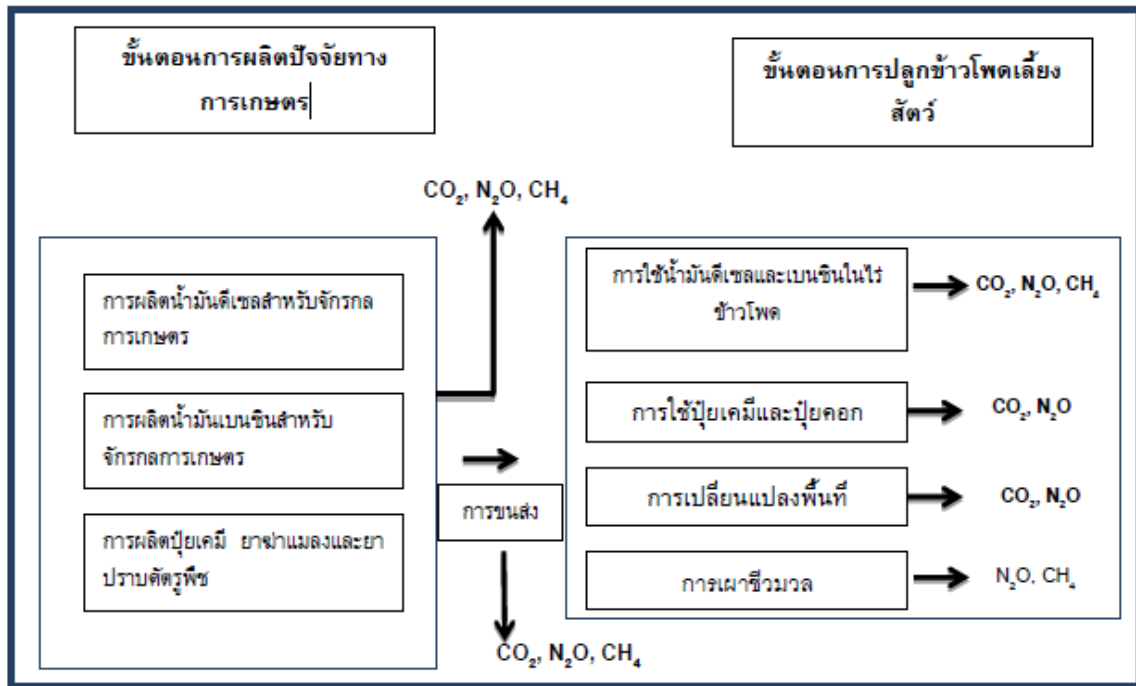 ขั้นตอนการผลิตปัจจัยทาง
การเกษตร
ขั้นตอนการปลูกข้าวโพดเลี้ยง
สัตว์
CO₂, N₂O, CH₄
การผลิตน้ำมันดีเซลสำหรับจักรกล
การเกษตร
การผลิตน้ำมันเบนซินสำหรับ
จักรกลการเกษตร
การผลิตปุ๋ยเคมี ยาฆ่าแมลงและยา
ปราบศัตรูพืช
การขนส่ง
CO₂, N₂O, CH₄
การใช้น้ำมันดีเซลและเบนซินในไร่
ข้าวโพด
CO₂, N₂O, CH₄
การใช้ปุ๋ยเคมีและปุ๋ยคอก
CO₂, N₂O
การเปลี่ยนแปลงพื้นที่
CO₂, N₂O
การเผาชีวมวล
N₂O, CH₄